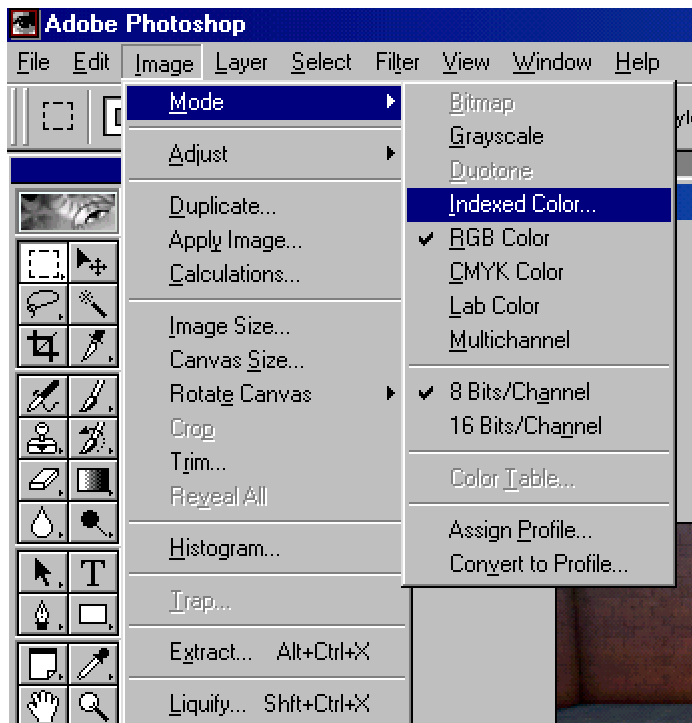 Adobe Photoshop
File Edit Image Layer Select Filter View Window Help
Mode
Adjust
Duplicate...
Apply Image...
Calculations...
Image Size...
Canvas Size...
Rotate Canvas
Crop
Trim...
Reveal All
Histogram...
Trap...
Extract... Alt+Ctrl+X
Liquify... Shft+Ctrl+X
Bitmap
Grayscale
Duotone
Indexed Color...
RGB Color
CMYK Color
Lab Color
Multichannel
8 Bits/Channel
16 Bits/Channel
Color Table...
Assign Profile...
Convert to Profile...
T